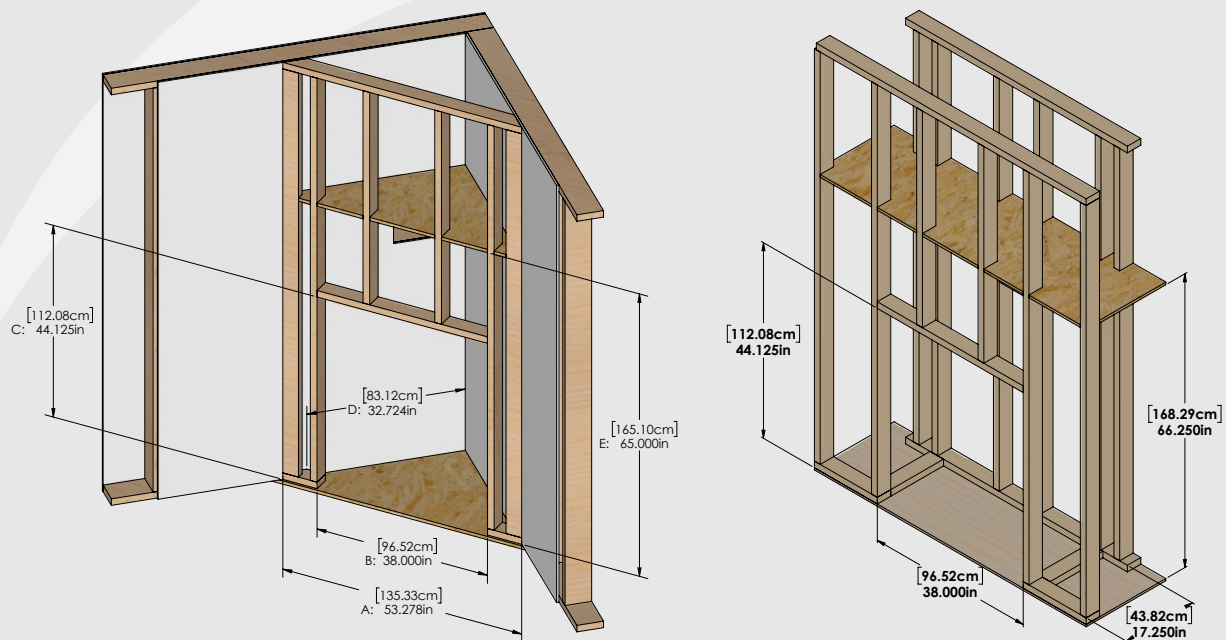 [112.08cm]
C: 44.125in
[83.12cm]
D: 32.724in
[165.10cm]
E: 65.000in
[96.52cm]
B: 38.000in
[135.33cm]
A: 53.278in
[112.08cm]
44.125in
[168.29cm]
66.250in
[96.52cm]
38.000in
[43.82cm]
17.250in